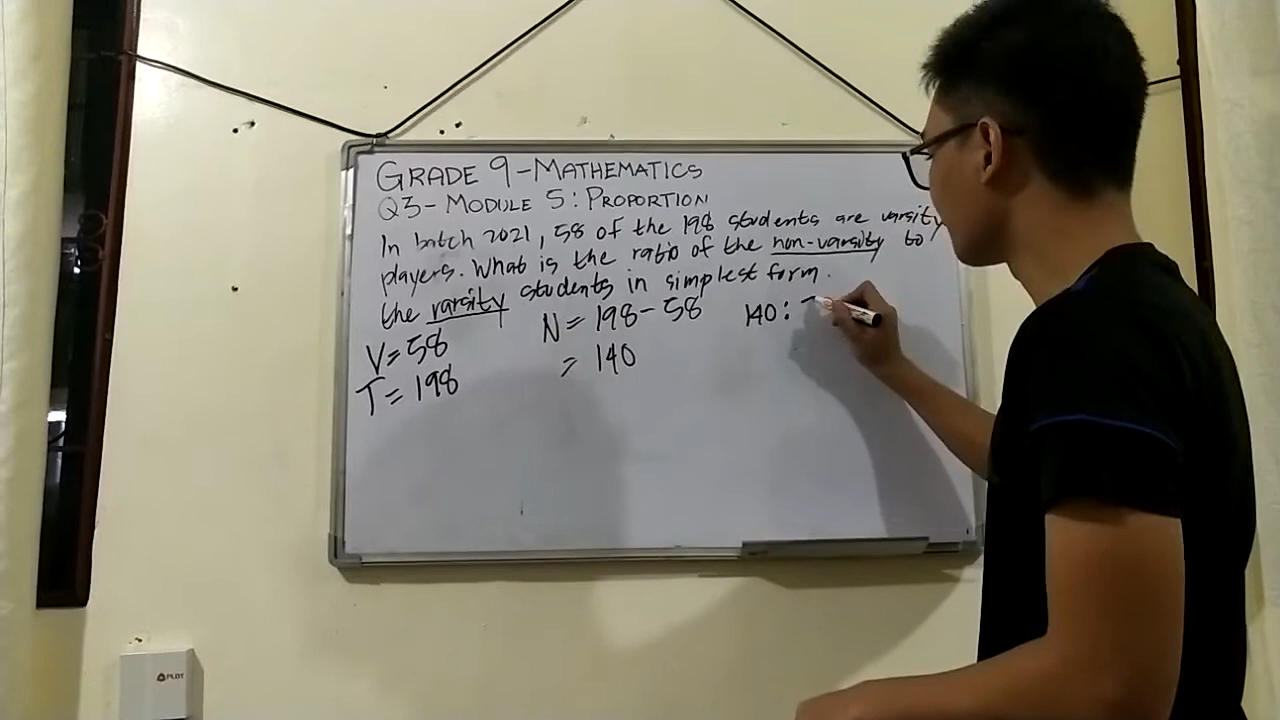 GRADE 9-MATHEMATICS
Q3-MODULE 5: PROPORTION
In batch 2021, 58 of the 198 students are varsity
players. What is the ratio of the non-varsity to
the varsity students in simplest form.
V=58
T=198
N=198-58
=140
140:
PLDT